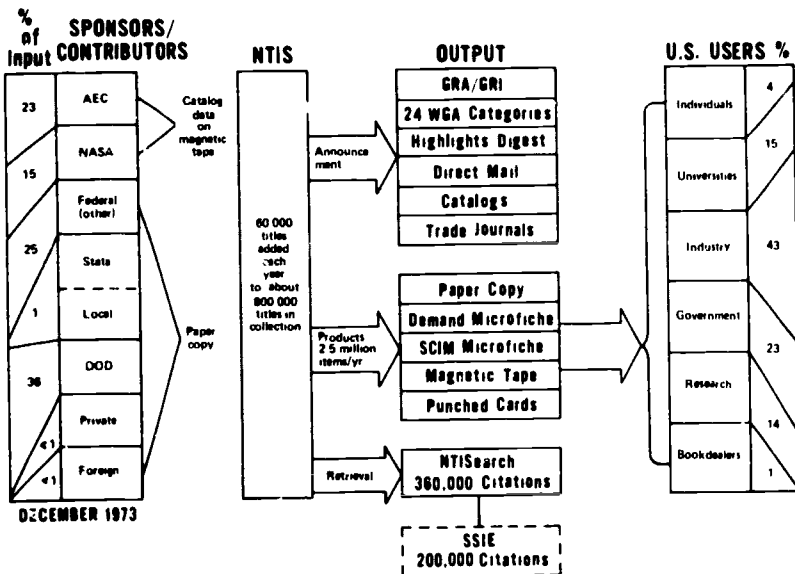 % of Input
SPONSORS/
CONTRIBUTORS
23
15
25
1
36
<1
<1
AEC
NASA
Federal
(other)
State
Local
DOD
Private
Foreign
DECEMBER 1973
Catalog
data
on
magnetic
taps
Paper
copy
NTIS
60 000
titles
added
each
year
to about
800 000
titles in
collection
Announce
ment
Products
2 5 million
items/yr
Retrieval
OUTPUT
GRA/GRI
24 WGA Categories
Highlights Digest
Direct Mail
Catalogs
Trade Journals
Paper Copy
Demand Microfiche
SCIM Microfiche
Magnetic Tape
Punched Cards
NTISearch
360,000 Citations
SSIE
200,000 Citations
U.S. USERS %
Individuals
Universities
Industry
Government
Research
Bookdealers
4
15
43
23
14
1